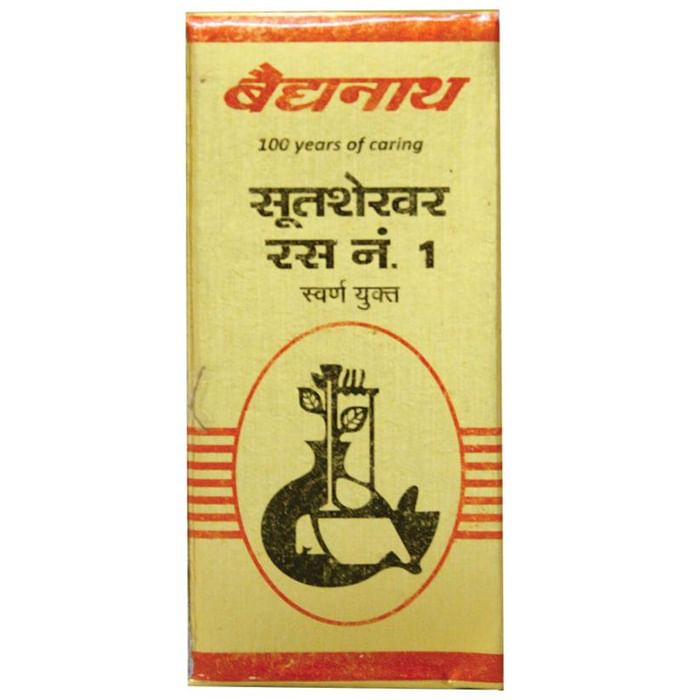 बैद्यनाथ
100 years of caring
सूतशेखर
रस नं. 1
स्वर्ण युक्त